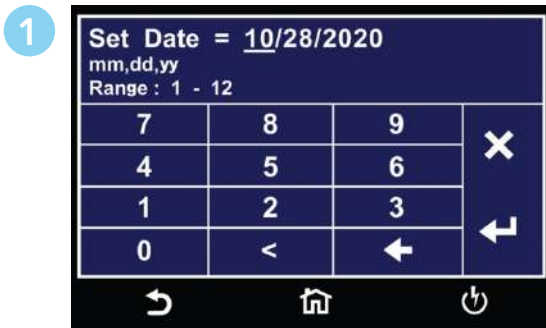 1
Set Date = 10/28/2020
mm,dd,yy
Range : 1 - 12
7 8 9
4 5 6
1 2 3
0 <